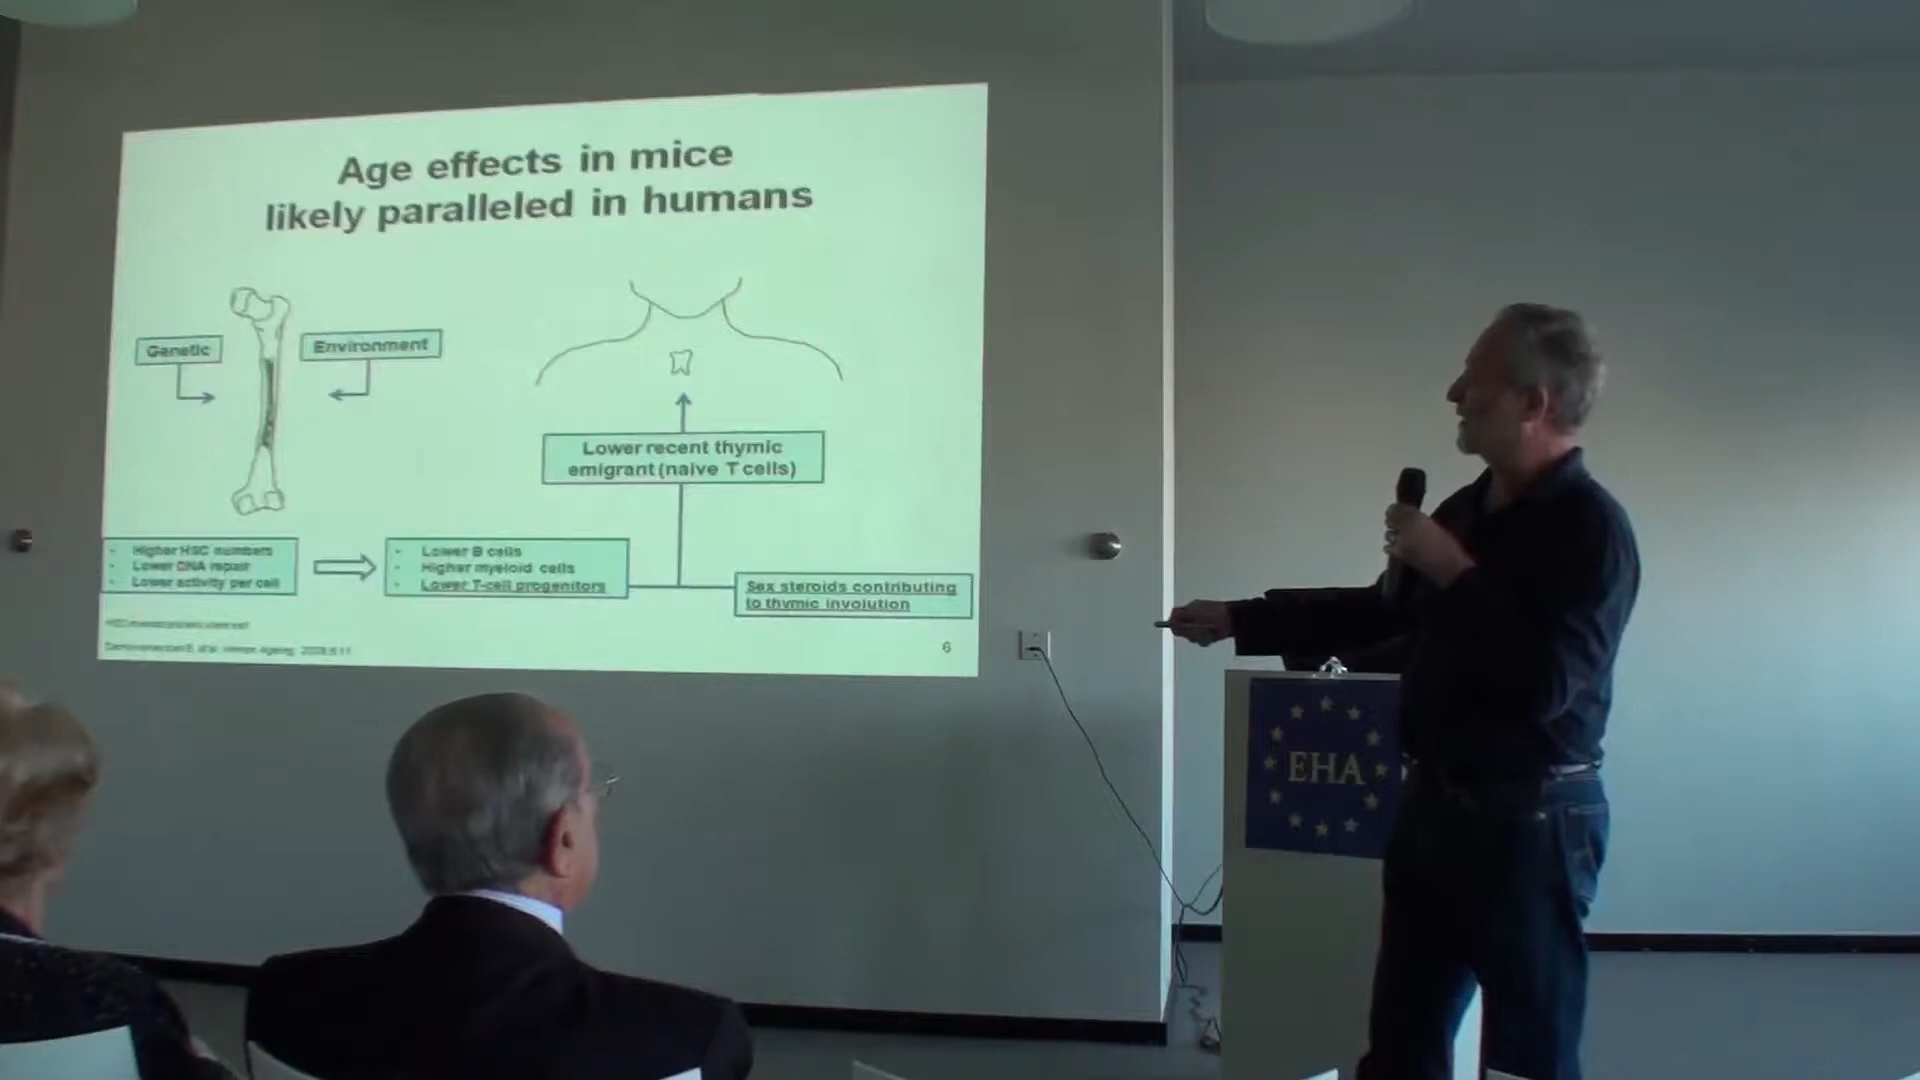 Age effects in mice
likely paralleled in humans
Genetic
Environment
Lower recent thymic
emigrant (naive T cells)
• Higher HSC numbers
• Lower DNA repair
• Lower activity per cell
• Lower B cells
• Higher myeloid cells
• Lower T-cell progenitors
Sex steroids contributing
to thymic involution
6
EHA